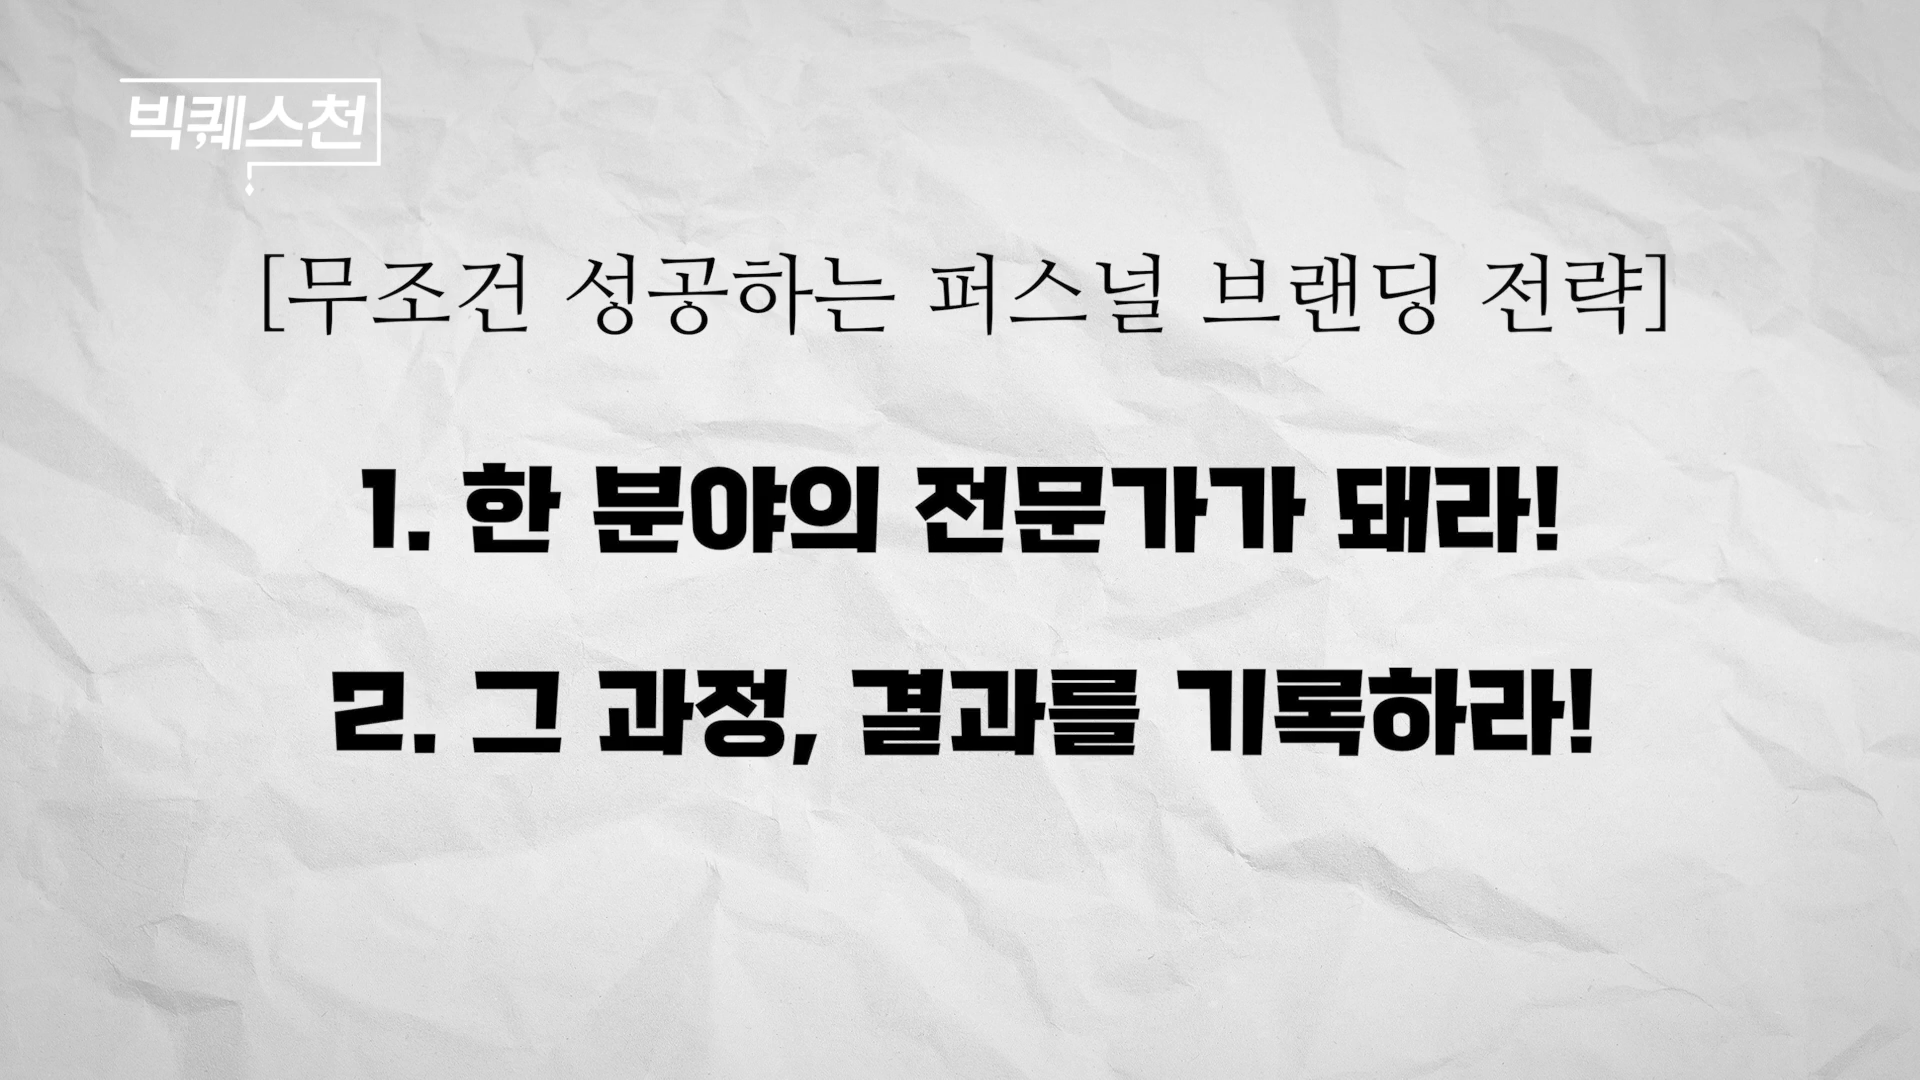 빅퀘스천
[무조건 성공하는 퍼스널 브랜딩 전략]
1. 한 분야의 전문가가 돼라!
2. 그 과정, 결과를 기록하라!